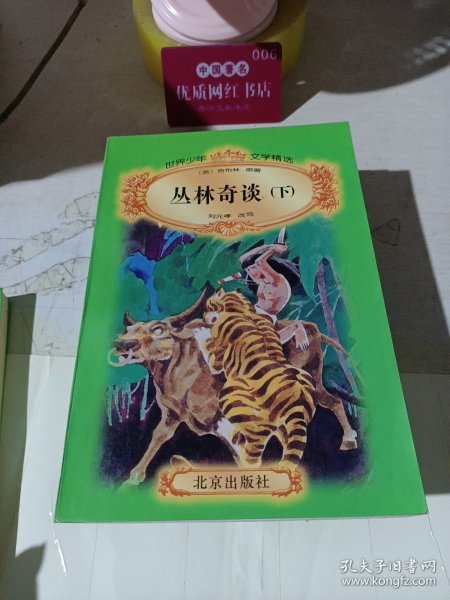 006
中国著名
优质网红书店
世界少年 文学精选
〔英〕吉布林 原著
丛林奇谈（下）
刘元孝 改写
北京出版社
孔夫子旧书网
www.kongfz.com